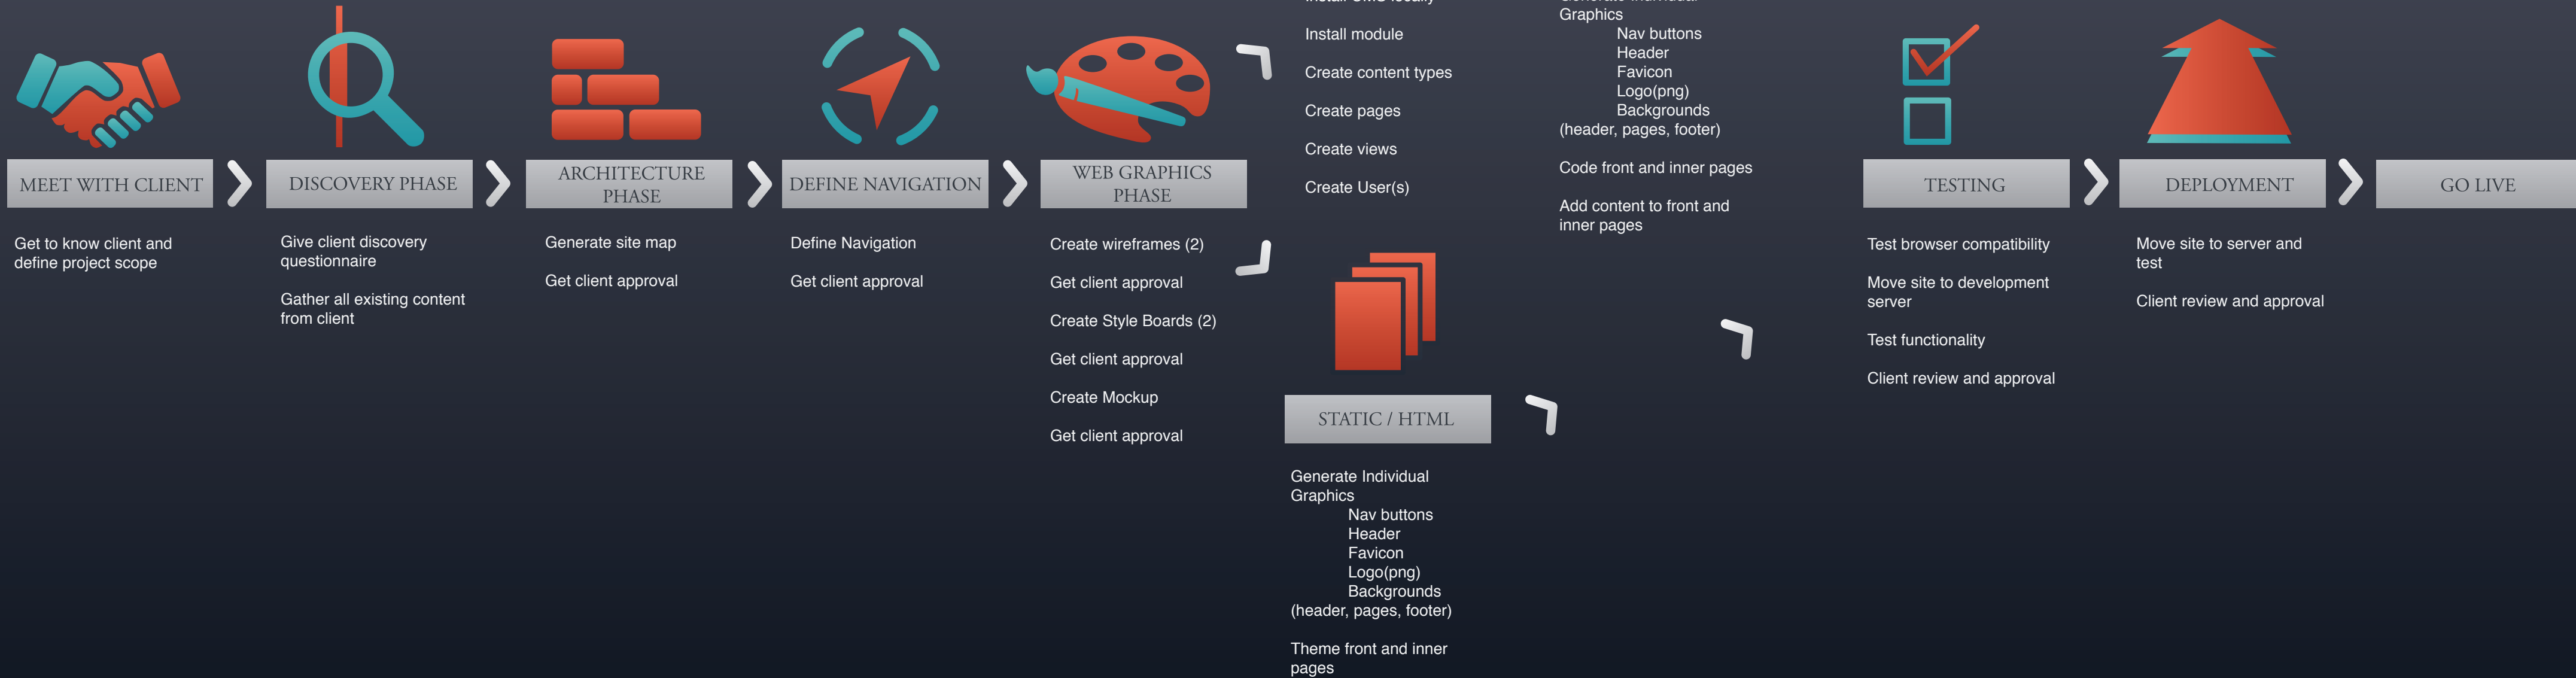 MEET WITH CLIENT
Get to know client and
define project scope
DISCOVERY PHASE
Give client discovery
questionnaire
Gather all existing content
from client
ARCHITECTURE
PHASE
Generate site map
Get client approval
DEFINE NAVIGATION
Define Navigation
Get client approval
WEB GRAPHICS
PHASE
Create wireframes (2)
Get client approval
Create Style Boards (2)
Get client approval
Create Mockup
Get client approval
Install CMS locally
Install module
Create content types
Create pages
Create views
Create User(s)
STATIC / HTML
Generate Individual
Graphics
Nav buttons
Header
Favicon
Logo(png)
Backgrounds
(header, pages, footer)
Theme front and inner
pages
Generate Individual
Graphics
Nav buttons
Header
Favicon
Logo(png)
Backgrounds
(header, pages, footer)
Code front and inner pages
Add content to front and
inner pages
TESTING
Test browser compatibility
Move site to development
server
Test functionality
Client review and approval
DEPLOYMENT
Move site to server and
test
Client review and approval
GO LIVE